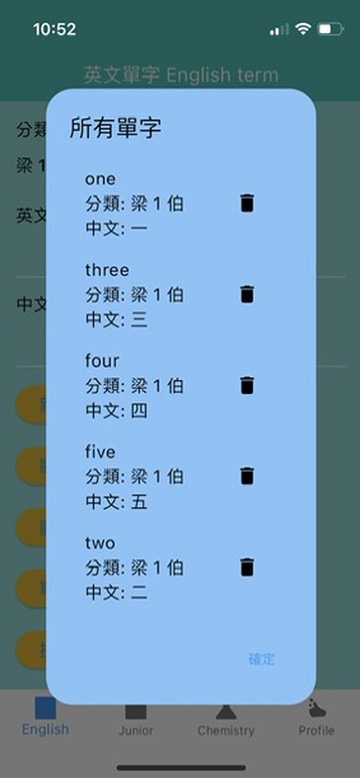 10:52
英文單字 English term
分類
梁 1
英文
中文
所有單字
one
分類: 梁 1 伯
中文: 一
three
分類: 梁 1 伯
中文: 三
four
分類: 梁 1 伯
中文: 四
five
分類: 梁 1 伯
中文: 五
two
分類: 梁 1 伯
中文: 二
確定
English
Junior
Chemistry
Profile